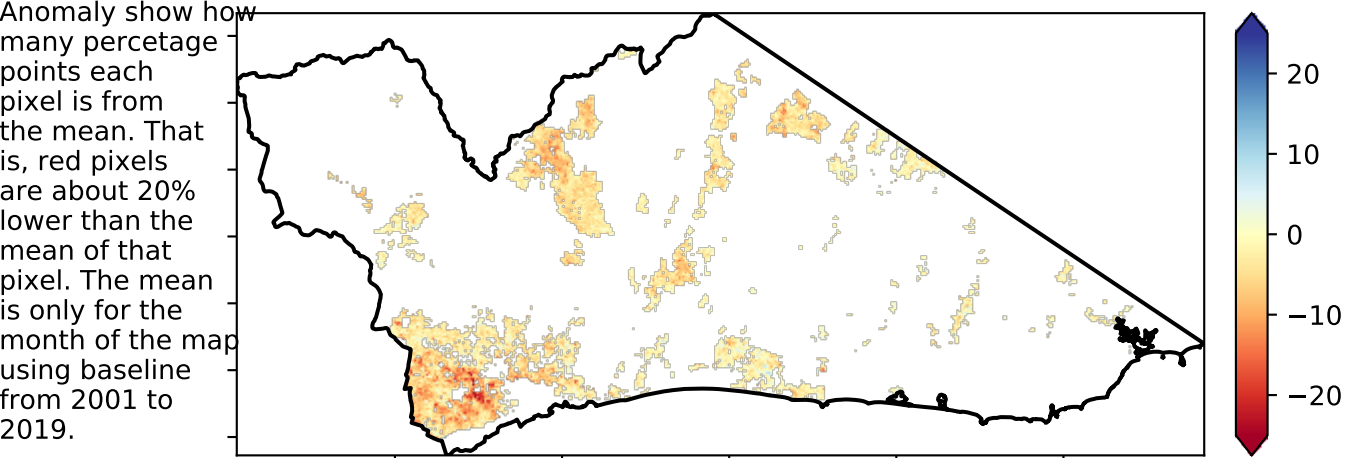 Anomaly show how
many percetage
points each
pixel is from
the mean. That
is, red pixels
are about 20%
lower than the
mean of that
pixel. The mean
is only for the
month of the map
using baseline
from 2001 to
2019.
20
10
0
−10
−20